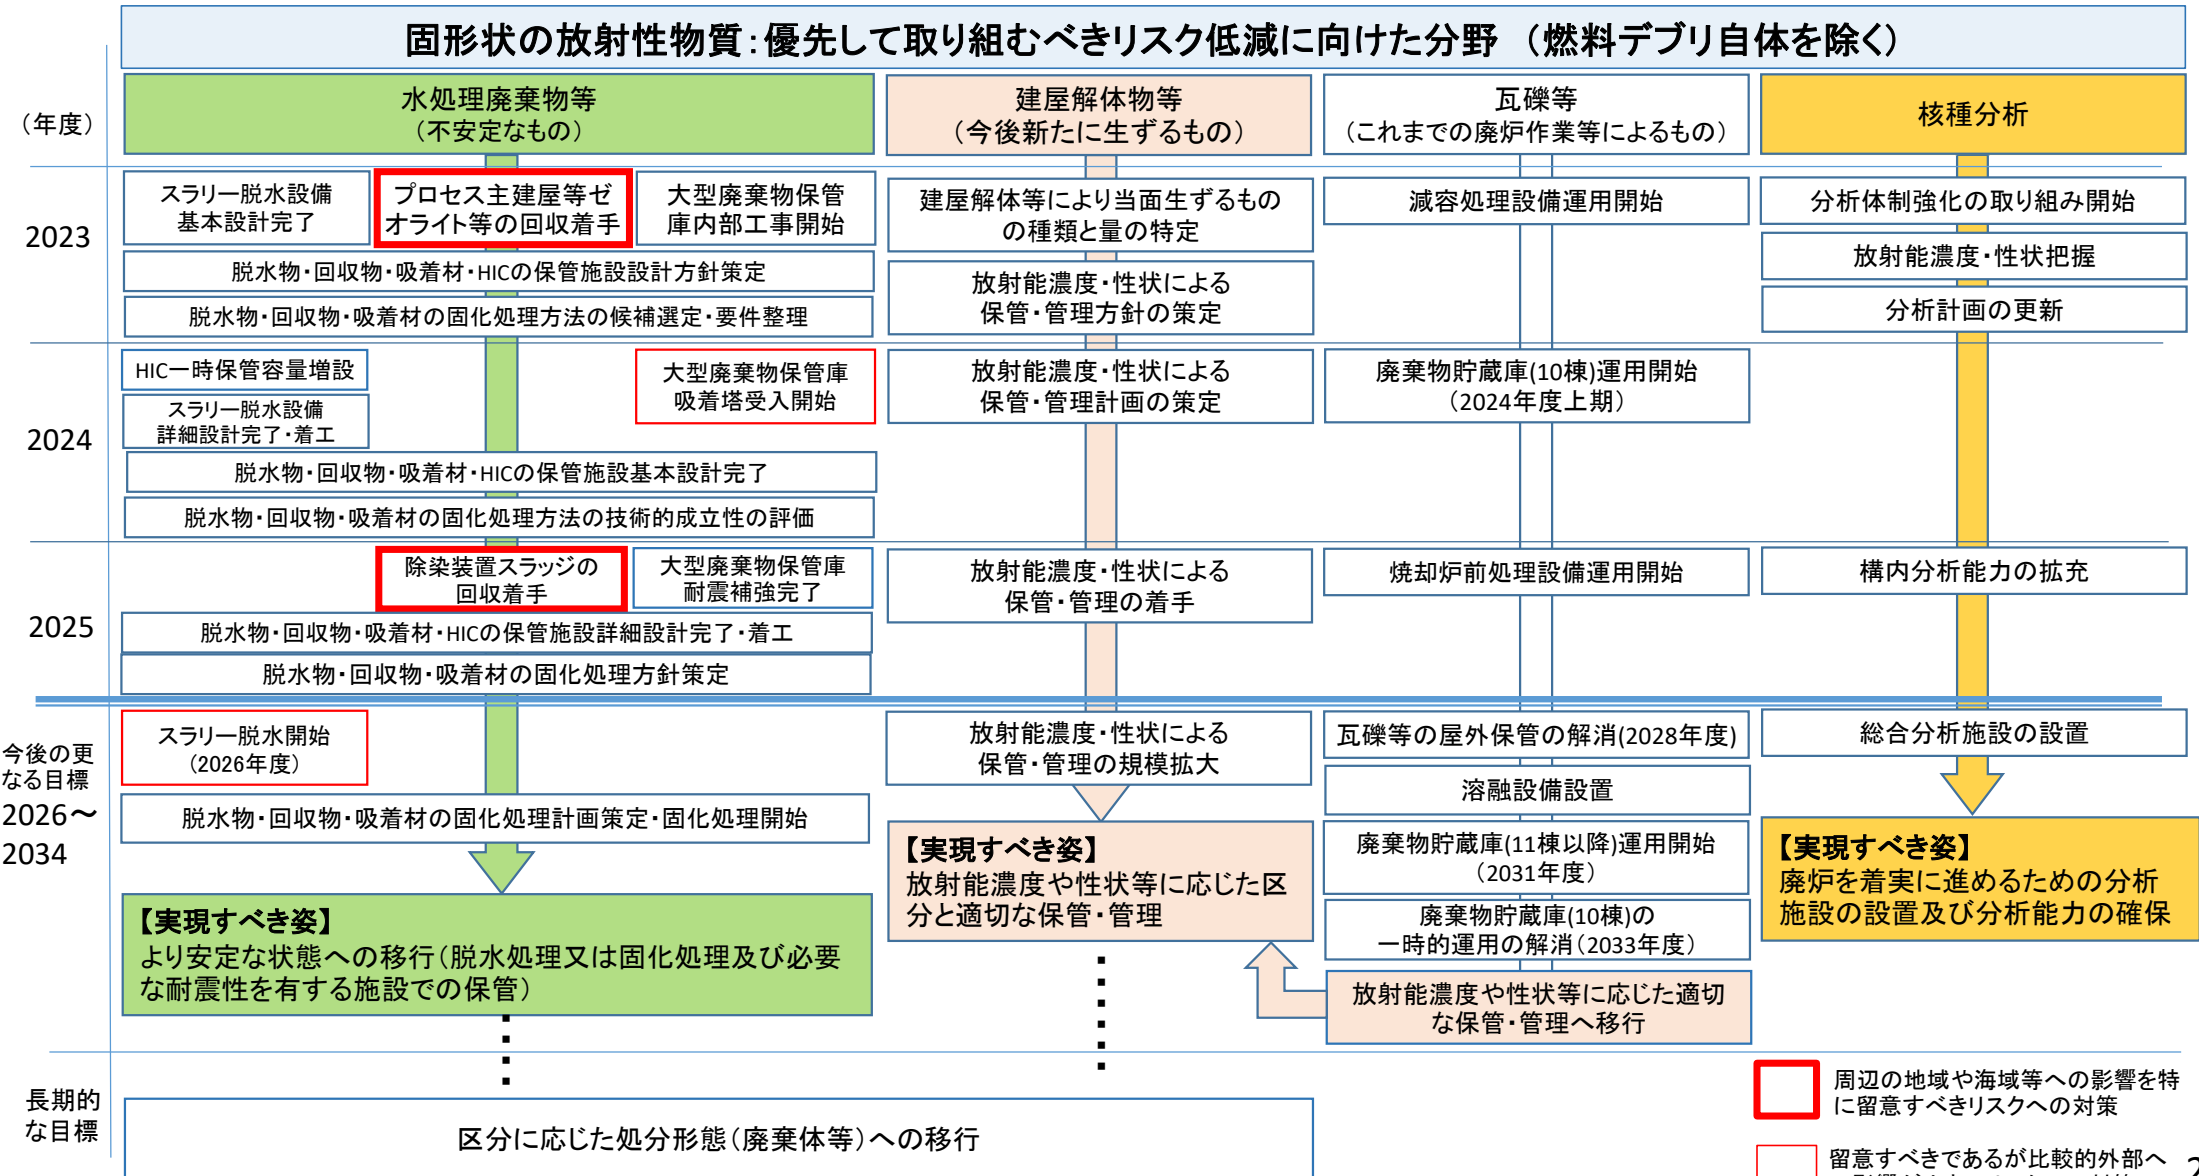 固形状の放射性物質：優先して取り組むべきリスク低減に向けた分野 （燃料デブリ自体を除く）
（年度）
水処理廃棄物等
（不安定なもの）
建屋解体物等
（今後新たに生ずるもの）
瓦礫等
（これまでの廃炉作業等によるもの）
核種分析
2023
スラリー脱水設備
基本設計完了
プロセス主建屋等ゼ
オライト等の回収着手
大型廃棄物保管
庫内部工事開始
脱水物・回収物・吸着材・HICの保管施設設計方針策定
脱水物・回収物・吸着材の固化処理方法の候補選定・要件整理
建屋解体等により当面生ずるもの
の種類と量の特定
放射能濃度・性状による
保管・管理方針の策定
減容処理設備運用開始
分析体制強化の取り組み開始
放射能濃度・性状把握
分析計画の更新
2024
HIC一時保管容量増設
スラリー脱水設備
詳細設計完了・着工
大型廃棄物保管庫
吸着塔受入開始
脱水物・回収物・吸着材・HICの保管施設基本設計完了
脱水物・回収物・吸着材の固化処理方法の技術的成立性の評価
放射能濃度・性状による
保管・管理計画の策定
廃棄物貯蔵庫(10棟)運用開始
（2024年度上期）
2025
除染装置スラッジの
回収着手
大型廃棄物保管庫
耐震補強完了
脱水物・回収物・吸着材・HICの保管施設詳細設計完了・着工
脱水物・回収物・吸着材の固化処理方針策定
放射能濃度・性状による
保管・管理の着手
焼却炉前処理設備運用開始
構内分析能力の拡充
今後の更
なる目標
2026～
2034
スラリー脱水開始
（2026年度）
脱水物・回収物・吸着材の固化処理計画策定・固化処理開始
【実現すべき姿】
より安定な状態への移行（脱水処理又は固化処理及び必要
な耐震性を有する施設での保管）
放射能濃度・性状による
保管・管理の規模拡大
【実現すべき姿】
放射能濃度や性状等に応じた区
分と適切な保管・管理
瓦礫等の屋外保管の解消(2028年度)
溶融設備設置
廃棄物貯蔵庫(11棟以降)運用開始
（2031年度）
廃棄物貯蔵庫(10棟)の
一時的運用の解消（2033年度）
放射能濃度や性状等に応じた適切
な保管・管理へ移行
総合分析施設の設置
【実現すべき姿】
廃炉を着実に進めるための分析
施設の設置及び分析能力の確保
長期的
な目標
区分に応じた処分形態（廃棄体等）への移行
周辺の地域や海域等への影響を特
に留意すべきリスクへの対策
留意すべきであるが比較的外部へ